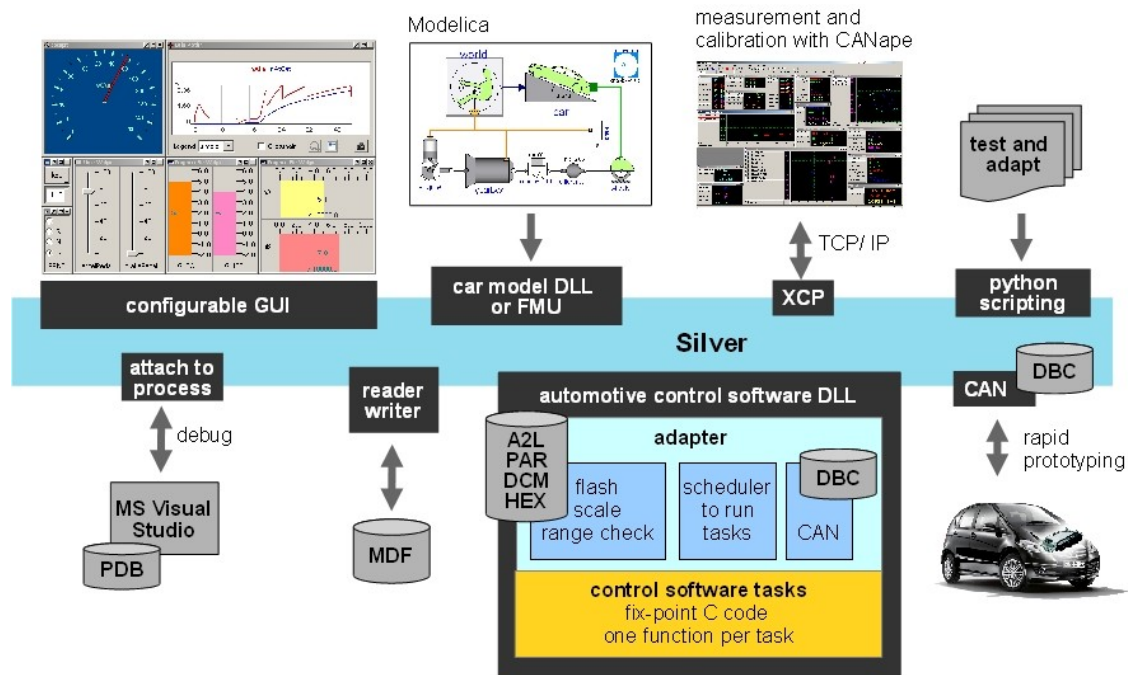 Modelica
measurement and
calibration with CANape
world
car
test and
adapt
TCP/ IP
configurable GUI
car model DLL
or FMU
XCP
python
scripting
Silver
attach to
process
reader
writer
automotive control software DLL
CAN
DBC
debug
A2L
PAR
DCM
HEX
adapter
flash
scale
range check
scheduler
to run
tasks
DBC
CAN
rapid
prototyping
MS Visual
Studio
PDB
MDF
control software tasks
fix-point C code
one function per task